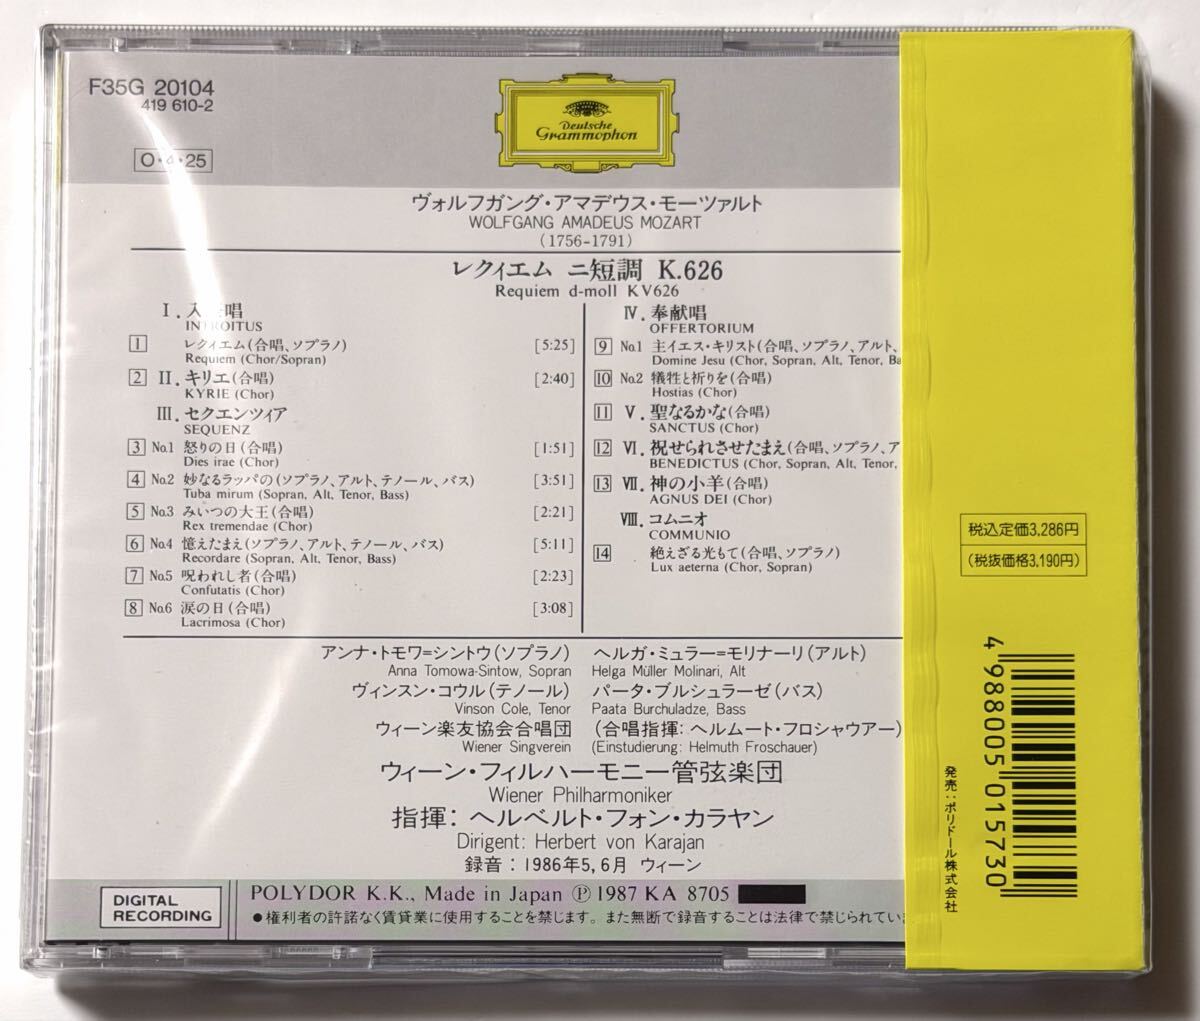 F35G 20104
419 610-2
O・4・25
Deutsche
Grammophon
ヴォルフガング・アマデウス・モーツァルト
WOLFGANG AMADEUS MOZART
(1756-1791)
レクィエム ニ短調 K.626
Requiem d-moll KV626
I. 入祭唱
INTROITUS
1 レクィエム(合唱、ソプラノ) [5:25]
Requiem (Chor/Sopran)
2 II. キリエ(合唱) [2:40]
KYRIE (Chor)
III. セクエンツィア
SEQUENZ
3 No.1 怒りの日(合唱) [1:51]
Dies irae (Chor)
4 No.2 妙なるラッパの(ソプラノ、アルト、テノール、バス) [3:51]
Tuba mirum (Sopran, Alt, Tenor, Bass)
5 No.3 みいつの大王(合唱) [2:21]
Rex tremendae (Chor)
6 No.4 憶えたまえ(ソプラノ、アルト、テノール、バス) [5:11]
Recordare (Sopran, Alt, Tenor, Bass)
7 No.5 呪われし者(合唱) [2:23]
Confutatis (Chor)
8 No.6 涙の日(合唱) [3:08]
Lacrimosa (Chor)
IV. 奉献唱
OFFERTORIUM
9 No.1 主イエス・キリスト(合唱、ソプラノ、アルト、
Domine Jesu (Chor, Sopran, Alt, Tenor, Ba
10 No.2 犠牲と祈りを(合唱)
Hostias (Chor)
11 V. 聖なるかな(合唱)
SANCTUS (Chor)
12 VI. 祝せられさせたまえ(合唱、ソプラノ、ア
BENEDICTUS (Chor, Sopran, Alt, Tenor,
13 VII. 神の小羊(合唱)
AGNUS DEI (Chor)
VIII. コムニオ
COMMUNIO
14 絶えざる光もて(合唱、ソプラノ)
Lux aeterna (Chor, Sopran)
アンナ・トモワ=シントウ(ソプラノ) ヘルガ・ミュラー=モリナーリ(アルト)
Anna Tomowa-Sintow, Sopran Helga Müller Molinari, Alt
ヴィンスン・コウル(テノール) パータ・ブルシュラーゼ(バス)
Vinson Cole, Tenor Paata Burchuladze, Bass
ウィーン楽友協会合唱団 (合唱指揮: ヘルムート・フロシャウアー)
Wiener Singverein (Einstudierung: Helmuth Froschauer)
ウィーン・フィルハーモニー管弦楽団
Wiener Philharmoniker
指揮: ヘルベルト・フォン・カラヤン
Dirigent: Herbert von Karajan
録音: 1986年5, 6月 ウィーン
DIGITAL
RECORDING
POLYDOR K.K., Made in Japan Ⓟ 1987 KA 8705
●権利者の許諾なく賃貸業に使用することを禁じます。また無断で録音することは法律で禁じられてい
税込定価3,286円
(税抜価格3,190円)
4 988005 015730
発売:ポリドール株式会社